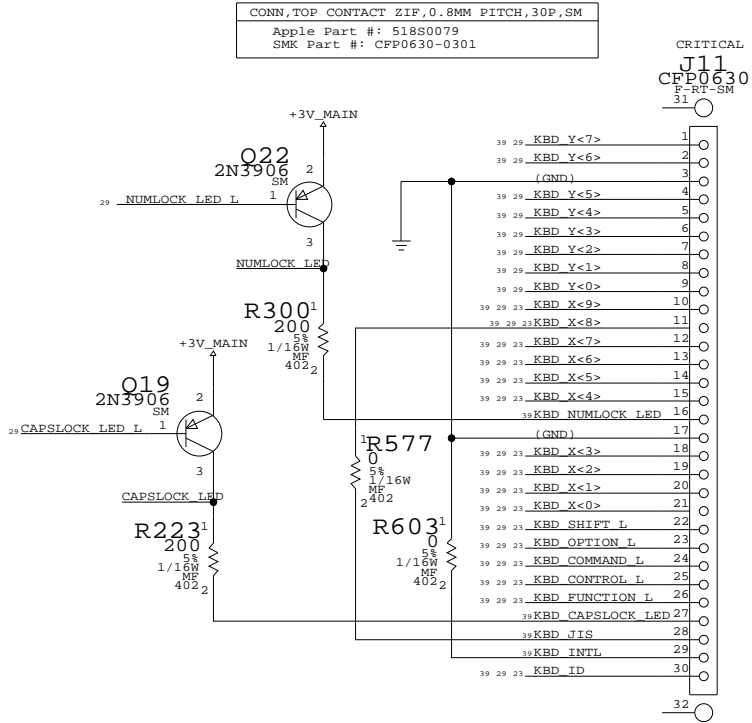 CONN,TOP CONTACT ZIF,0.8MM PITCH,30P,SM
Apple Part #: 518S0079
SMK Part #: CFP0630-0301
CRITICAL
J11
CFP0630
F-RT-SM
31
+3V_MAIN
Q22
2N3906
SM
2
1
3
29 NUMLOCK_LED_L
NUMLOCK_LED
R300
1
200
5%
1/16W
MF
402
2
+3V_MAIN
Q19
2N3906
SM
2
1
3
29 CAPSLOCK_LED_L
CAPSLOCK_LED
R223
1
200
5%
1/16W
MF
402
2
R577
1
0
5%
1/16W
MF
402
2
R603
1
0
5%
1/16W
MF
402
2
39 29 KBD_Y<7> 1
39 29 KBD_Y<6> 2
(GND) 3
39 29 KBD_Y<5> 4
39 29 KBD_Y<4> 5
39 29 KBD_Y<3> 6
39 29 KBD_Y<2> 7
39 29 KBD_Y<1> 8
39 29 KBD_Y<0> 9
39 29 23 KBD_X<9> 10
39 29 23 KBD_X<8> 11
39 29 23 KBD_X<7> 12
39 29 23 KBD_X<6> 13
39 29 23 KBD_X<5> 14
39 29 23 KBD_X<4> 15
39 KBD_NUMLOCK_LED 16
(GND) 17
39 29 23 KBD_X<3> 18
39 29 23 KBD_X<2> 19
39 29 23 KBD_X<1> 20
39 29 23 KBD_X<0> 21
39 29 23 KBD_SHIFT_L 22
39 29 23 KBD_OPTION_L 23
39 29 23 KBD_COMMAND_L 24
39 29 23 KBD_CONTROL_L 25
39 29 23 KBD_FUNCTION_L 26
39 KBD_CAPSLOCK_LED 27
39 KBD_JIS 28
39 KBD_INTL 29
39 29 23 KBD_ID 30
32